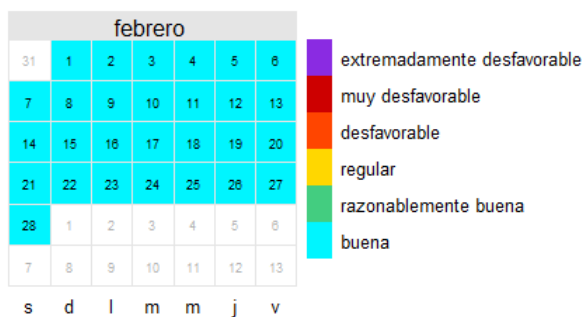 febrero
31 1 2 3 4 5 6
7 8 9 10 11 12 13
14 15 16 17 18 19 20
21 22 23 24 25 26 27
28 1 2 3 4 5 6
7 8 9 10 11 12 13
s d l m m j v
extremadamente desfavorable
muy desfavorable
desfavorable
regular
razonablemente buena
buena